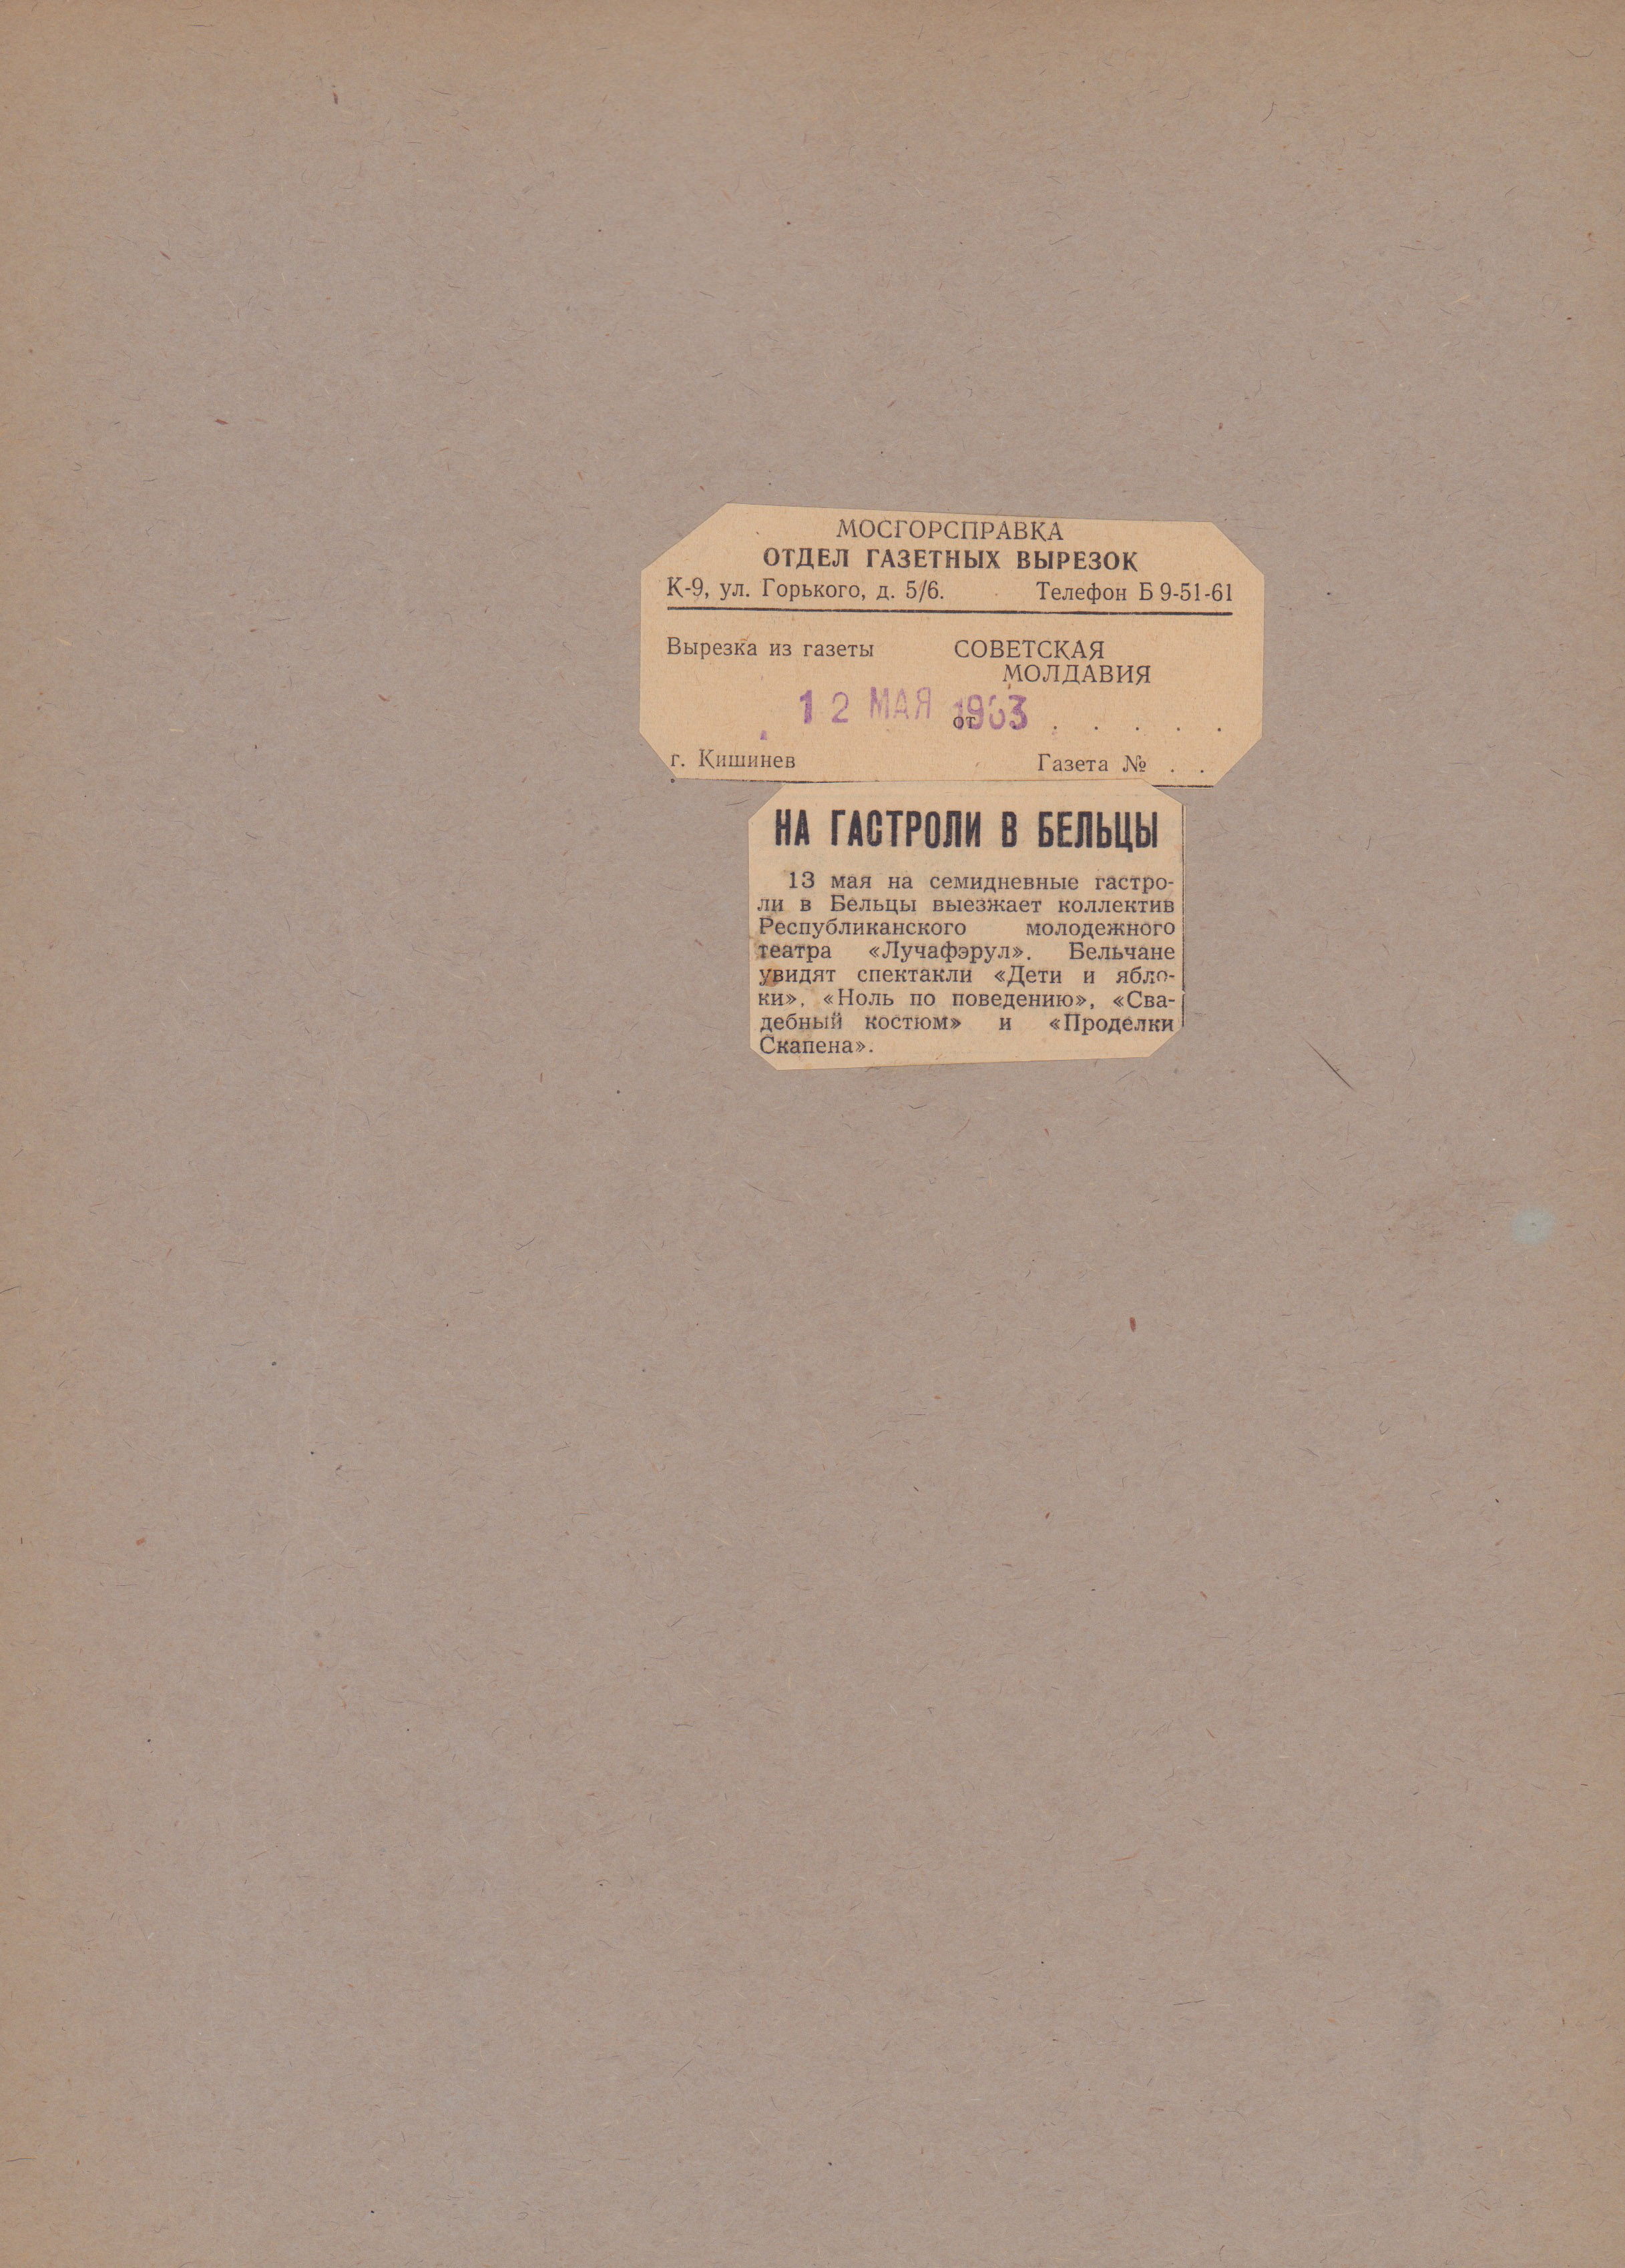 МОСГОРСПРАВКА
ОТДЕЛ ГАЗЕТНЫХ ВЫРЕЗОК
К-9, ул. Горького, д. 5/6. Телефон Б 9-51-61
Вырезка из газеты СОВЕТСКАЯ
МОЛДАВИЯ
12 МАЯ 1963 от . . . . .
г. Кишинев Газета № . .
НА ГАСТРОЛИ В БЕЛЬЦЫ
13 мая на семидневные гастро-
ли в Бельцы выезжает коллектив
Республиканского молодежного
театра «Лучафэрул». Бельчане
увидят спектакли «Дети и ябло-
ки», «Ноль по поведению», «Сва-
дебный костюм» и «Проделки
Скапена».